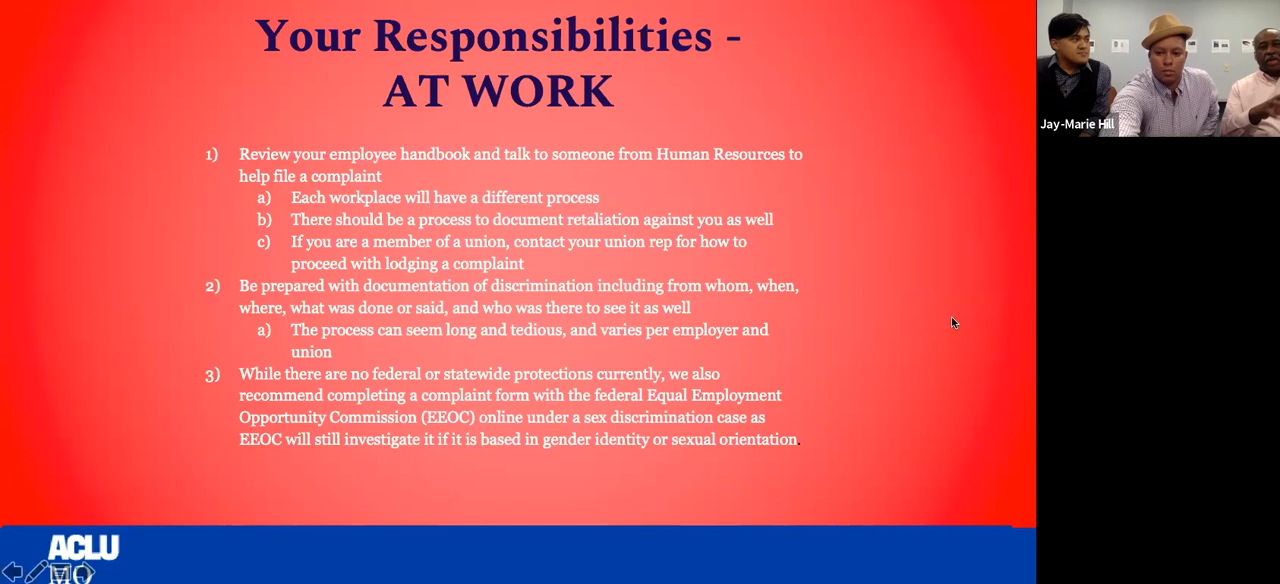 Your Responsibilities -
AT WORK
1) Review your employee handbook and talk to someone from Human Resources to
help file a complaint
a) Each workplace will have a different process
b) There should be a process to document retaliation against you as well
c) If you are a member of a union, contact your union rep for how to
proceed with lodging a complaint
2) Be prepared with documentation of discrimination including from whom, when,
where, what was done or said, and who was there to see it as well
a) The process can seem long and tedious, and varies per employer and
union
3) While there are no federal or statewide protections currently, we also
recommend completing a complaint form with the federal Equal Employment
Opportunity Commission (EEOC) online under a sex discrimination case as
EEOC will still investigate it if it is based in gender identity or sexual orientation.
Jay-Marie Hill
ACLU
MO